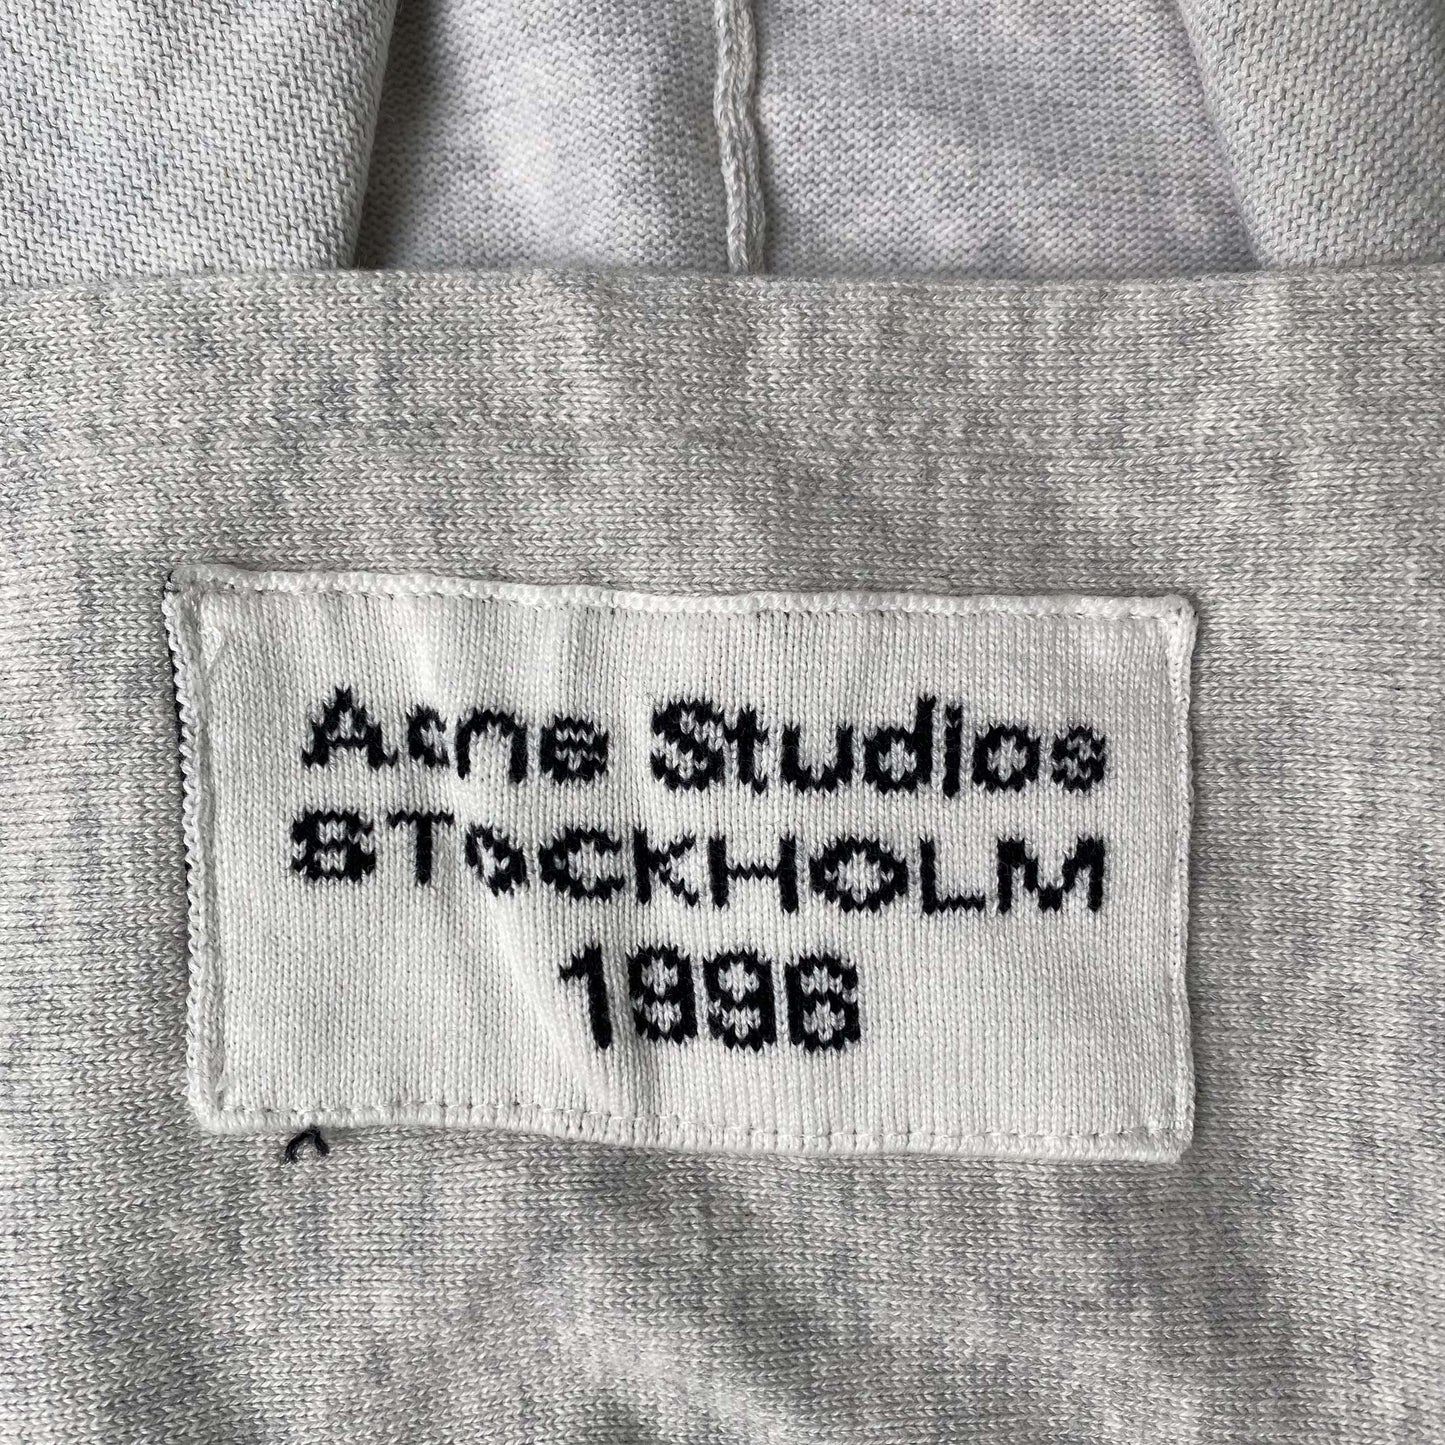 Acne Studios
STOCKHOLM
1996